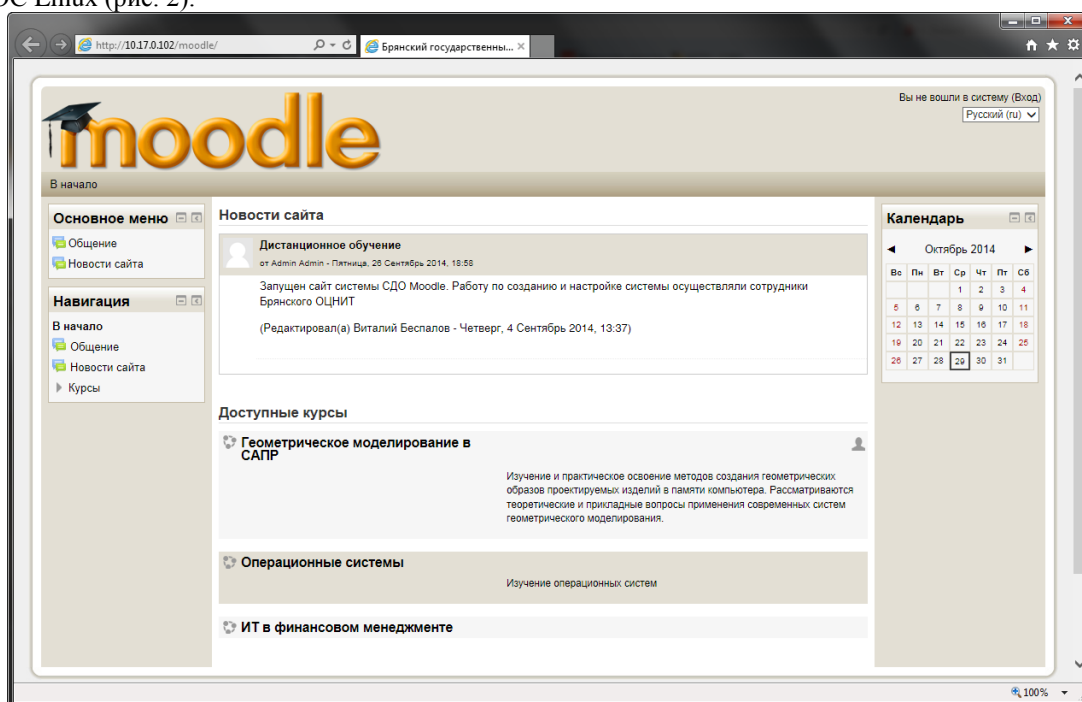 ОС Linux (рис. 2).
http://10.17.0.102/moodle/
Брянский государственны...
Вы не вошли в систему (Вход)
Русский (ru)
moodle
В начало
Основное меню
Общение
Новости сайта
Навигация
В начало
Общение
Новости сайта
Курсы
Новости сайта
Дистанционное обучение
от Admin Admin - Пятница, 26 Сентябрь 2014, 18:58
Запущен сайт системы СДО Moodle. Работу по созданию и настройке системы осуществляли сотрудники
Брянского ОЦНИТ
(Редактировал(а) Виталий Беспалов - Четверг, 4 Сентябрь 2014, 13:37)
Доступные курсы
Геометрическое моделирование в
САПР
Изучение и практическое освоение методов создания геометрических
образов проектируемых изделий в памяти компьютера. Рассматриваются
теоретические и прикладные вопросы применения современных систем
геометрического моделирования.
Операционные системы
Изучение операционных систем
ИТ в финансовом менеджменте
Календарь
◄ Октябрь 2014 ►
Вс Пн Вт Ср Чт Пт Сб
1 2 3 4
5 6 7 8 9 10 11
12 13 14 15 16 17 18
19 20 21 22 23 24 25
26 27 28 29 30 31
100%